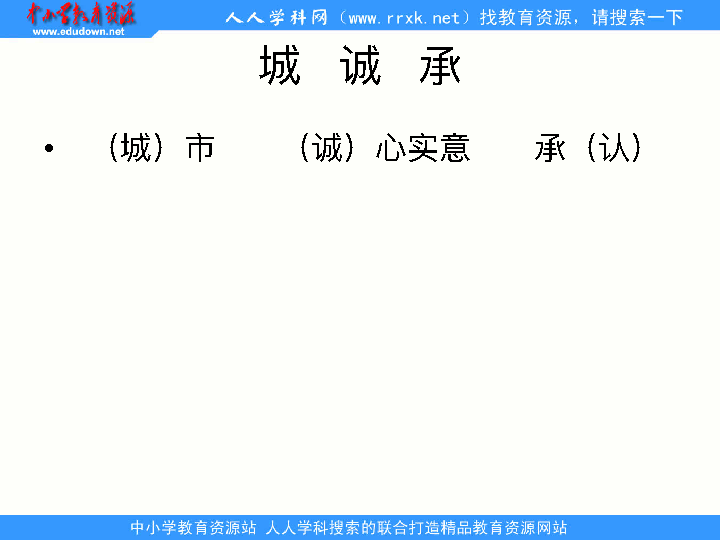 中小学教育资源
www.edudown.net
人人学科网（www.rrxk.net）找教育资源，请搜索一下
城 诚 承
• （城）市 （诚）心实意 承（认）
中小学教育资源站 人人学科搜索的联合打造精品教育资源网站